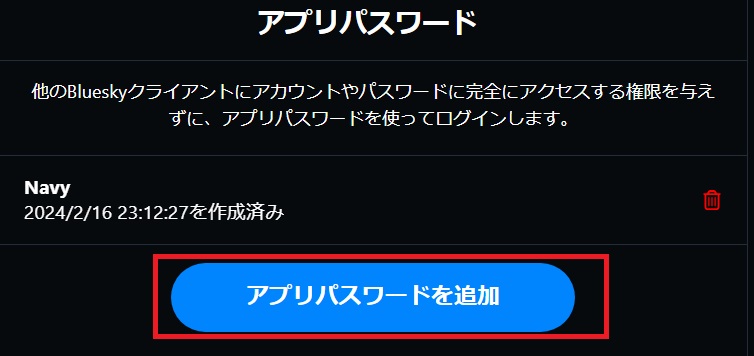 アプリパスワード
他のBlueskyクライアントにアカウントやパスワードに完全にアクセスする権限を与え
ずに、アプリパスワードを使ってログインします。
Navy
2024/2/16 23:12:27を作成済み
アプリパスワードを追加